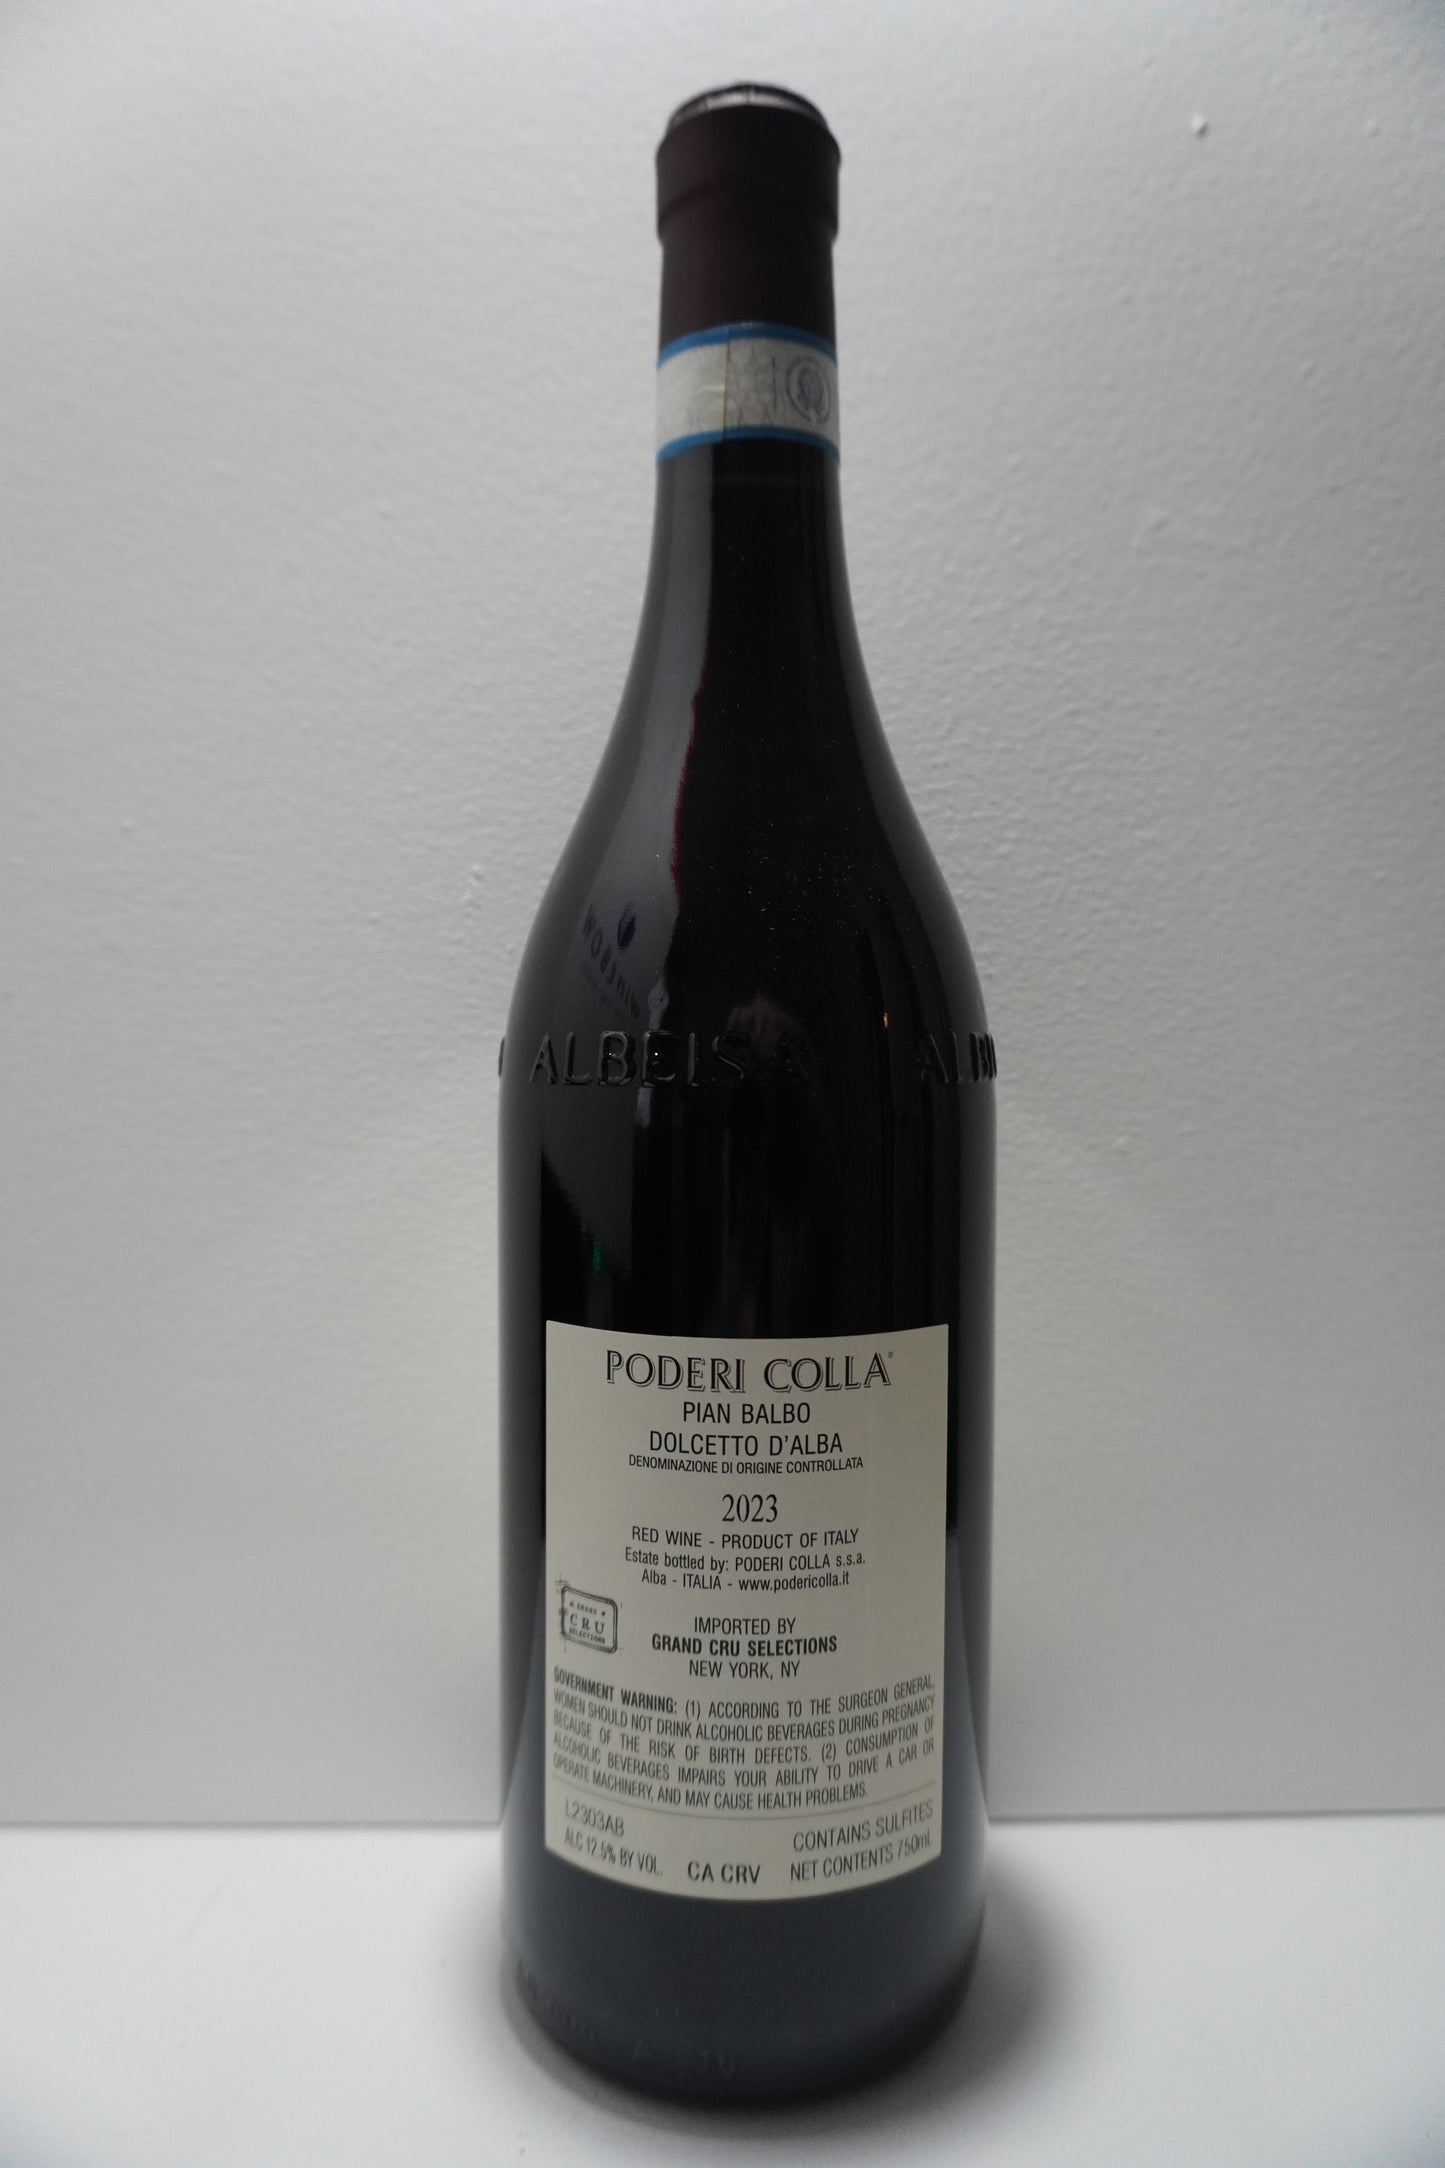 ALBEISA
PODERI COLLA®
PIAN BALBO
DOLCETTO D'ALBA
DENOMINAZIONE DI ORIGINE CONTROLLATA
2023
RED WINE - PRODUCT OF ITALY
Estate bottled by: PODERI COLLA s.s.a.
Alba - ITALIA - www.podericolla.it
GRAND
CRU
SELECTIONS
IMPORTED BY
GRAND CRU SELECTIONS
NEW YORK, NY
GOVERNMENT WARNING: (1) ACCORDING TO THE SURGEON GENERAL,
WOMEN SHOULD NOT DRINK ALCOHOLIC BEVERAGES DURING PREGNANCY
BECAUSE OF THE RISK OF BIRTH DEFECTS. (2) CONSUMPTION OF
ALCOHOLIC BEVERAGES IMPAIRS YOUR ABILITY TO DRIVE A CAR OR
OPERATE MACHINERY, AND MAY CAUSE HEALTH PROBLEMS.
L2303AB
CONTAINS SULFITES
ALC 12.5% BY VOL. CA CRV NET CONTENTS 750mL